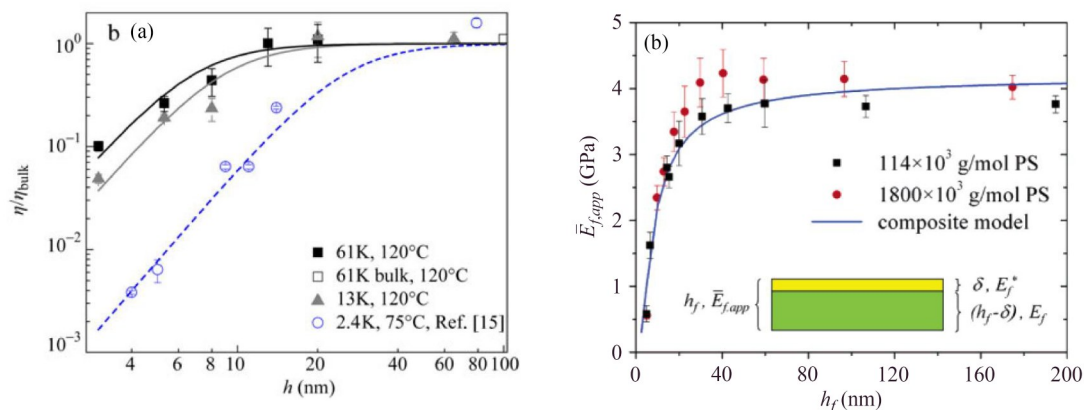 b (a)
10⁰
10⁻¹
10⁻²
10⁻³
η/ηbulk
61K, 120°C
61K bulk, 120°C
13K, 120°C
2.4K, 75°C, Ref. [15]
4 6 8 10 20 40 60 100
h (nm)
(b)
6
5
4
3
2
1
0
Ēf,app (GPa)
114×10³ g/mol PS
1800×10³ g/mol PS
composite model
hf, Ēf,app
δ, Ef*
(hf-δ), Ef
0 40 80 120 160 200
hf (nm)